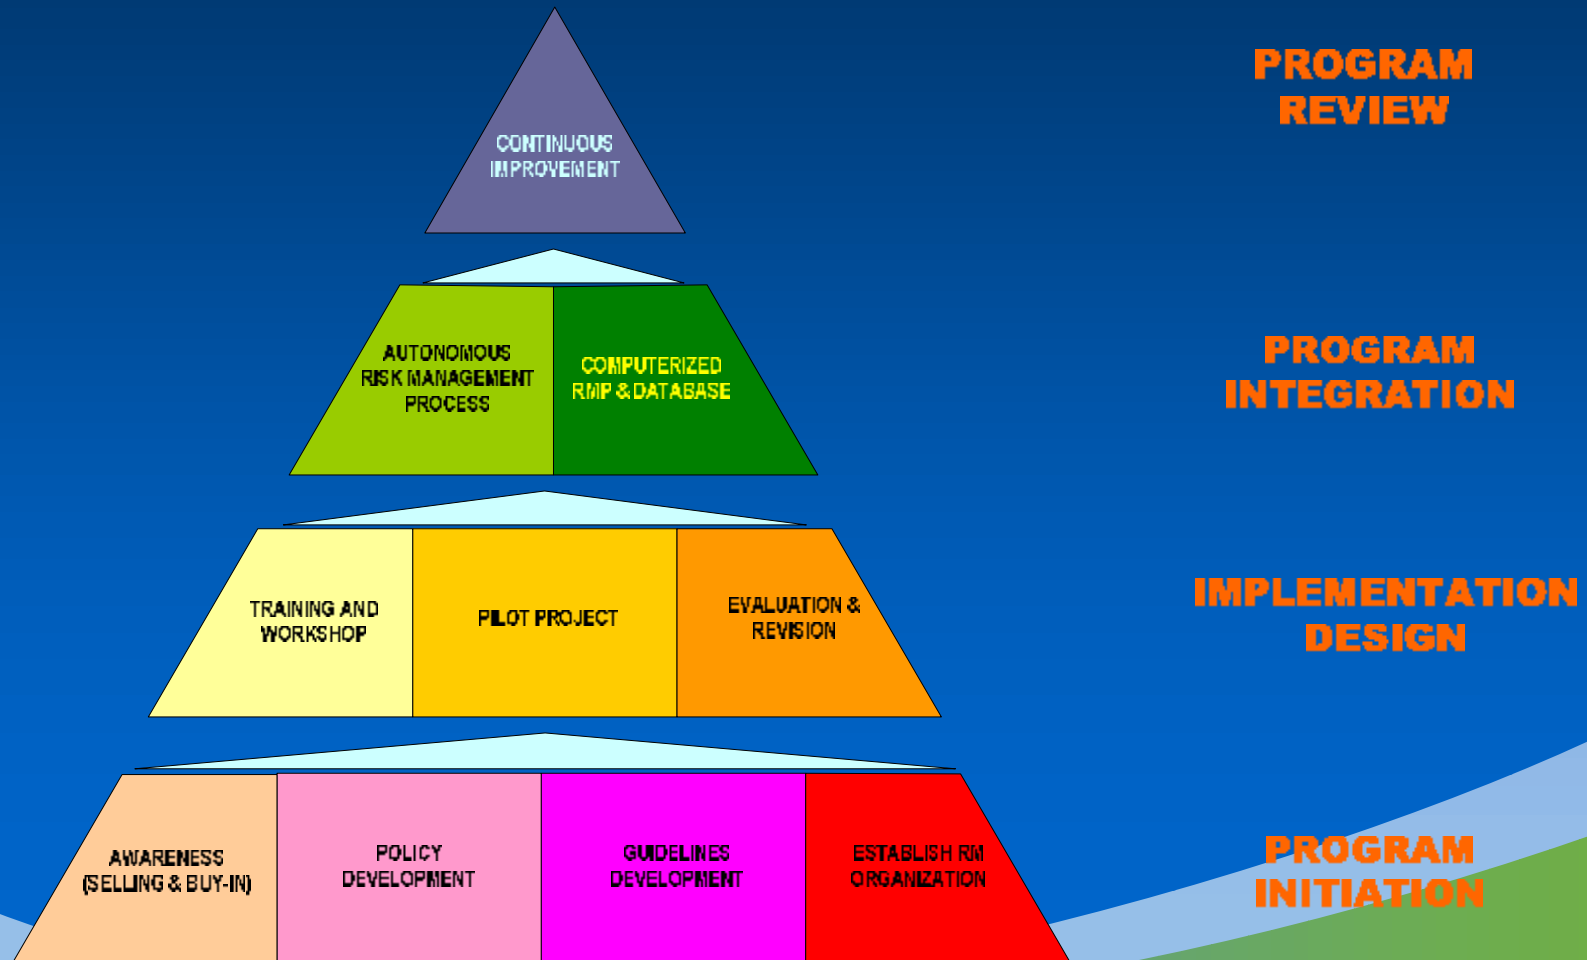 CONTINUOUS
IMPROVEMENT
PROGRAM
REVIEW
AUTONOMOUS
RISK MANAGEMENT
PROCESS
COMPUTERIZED
RMP & DATABASE
PROGRAM
INTEGRATION
TRAINING AND
WORKSHOP
PILOT PROJECT
EVALUATION &
REVISION
IMPLEMENTATION
DESIGN
AWARENESS
(SELLING & BUY-IN)
POLICY
DEVELOPMENT
GUIDELINES
DEVELOPMENT
ESTABLISH RM
ORGANIZATION
PROGRAM
INITIATION